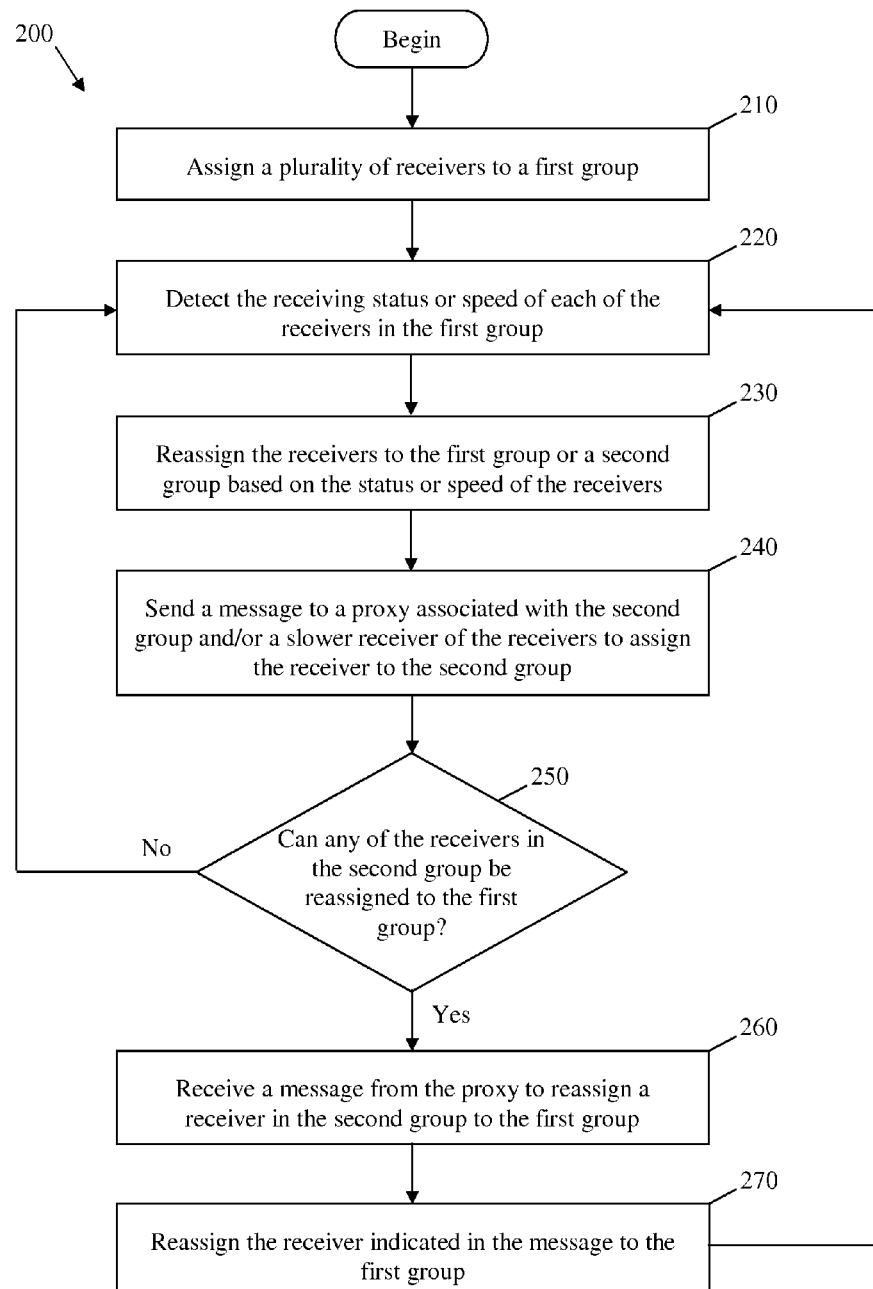 200
Begin
210
Assign a plurality of receivers to a first group
220
Detect the receiving status or speed of each of the
receivers in the first group
230
Reassign the receivers to the first group or a second
group based on the status or speed of the receivers
240
Send a message to a proxy associated with the second
group and/or a slower receiver of the receivers to assign
the receiver to the second group
250
Can any of the receivers in
the second group be
reassigned to the first
group?
No
Yes
260
Receive a message from the proxy to reassign a
receiver in the second group to the first group
270
Reassign the receiver indicated in the message to the
first group